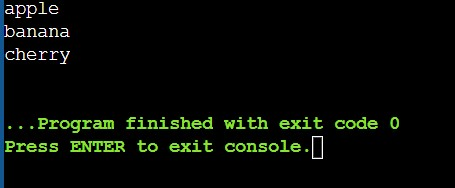 apple
banana
cherry
...Program finished with exit code 0
Press ENTER to exit console.